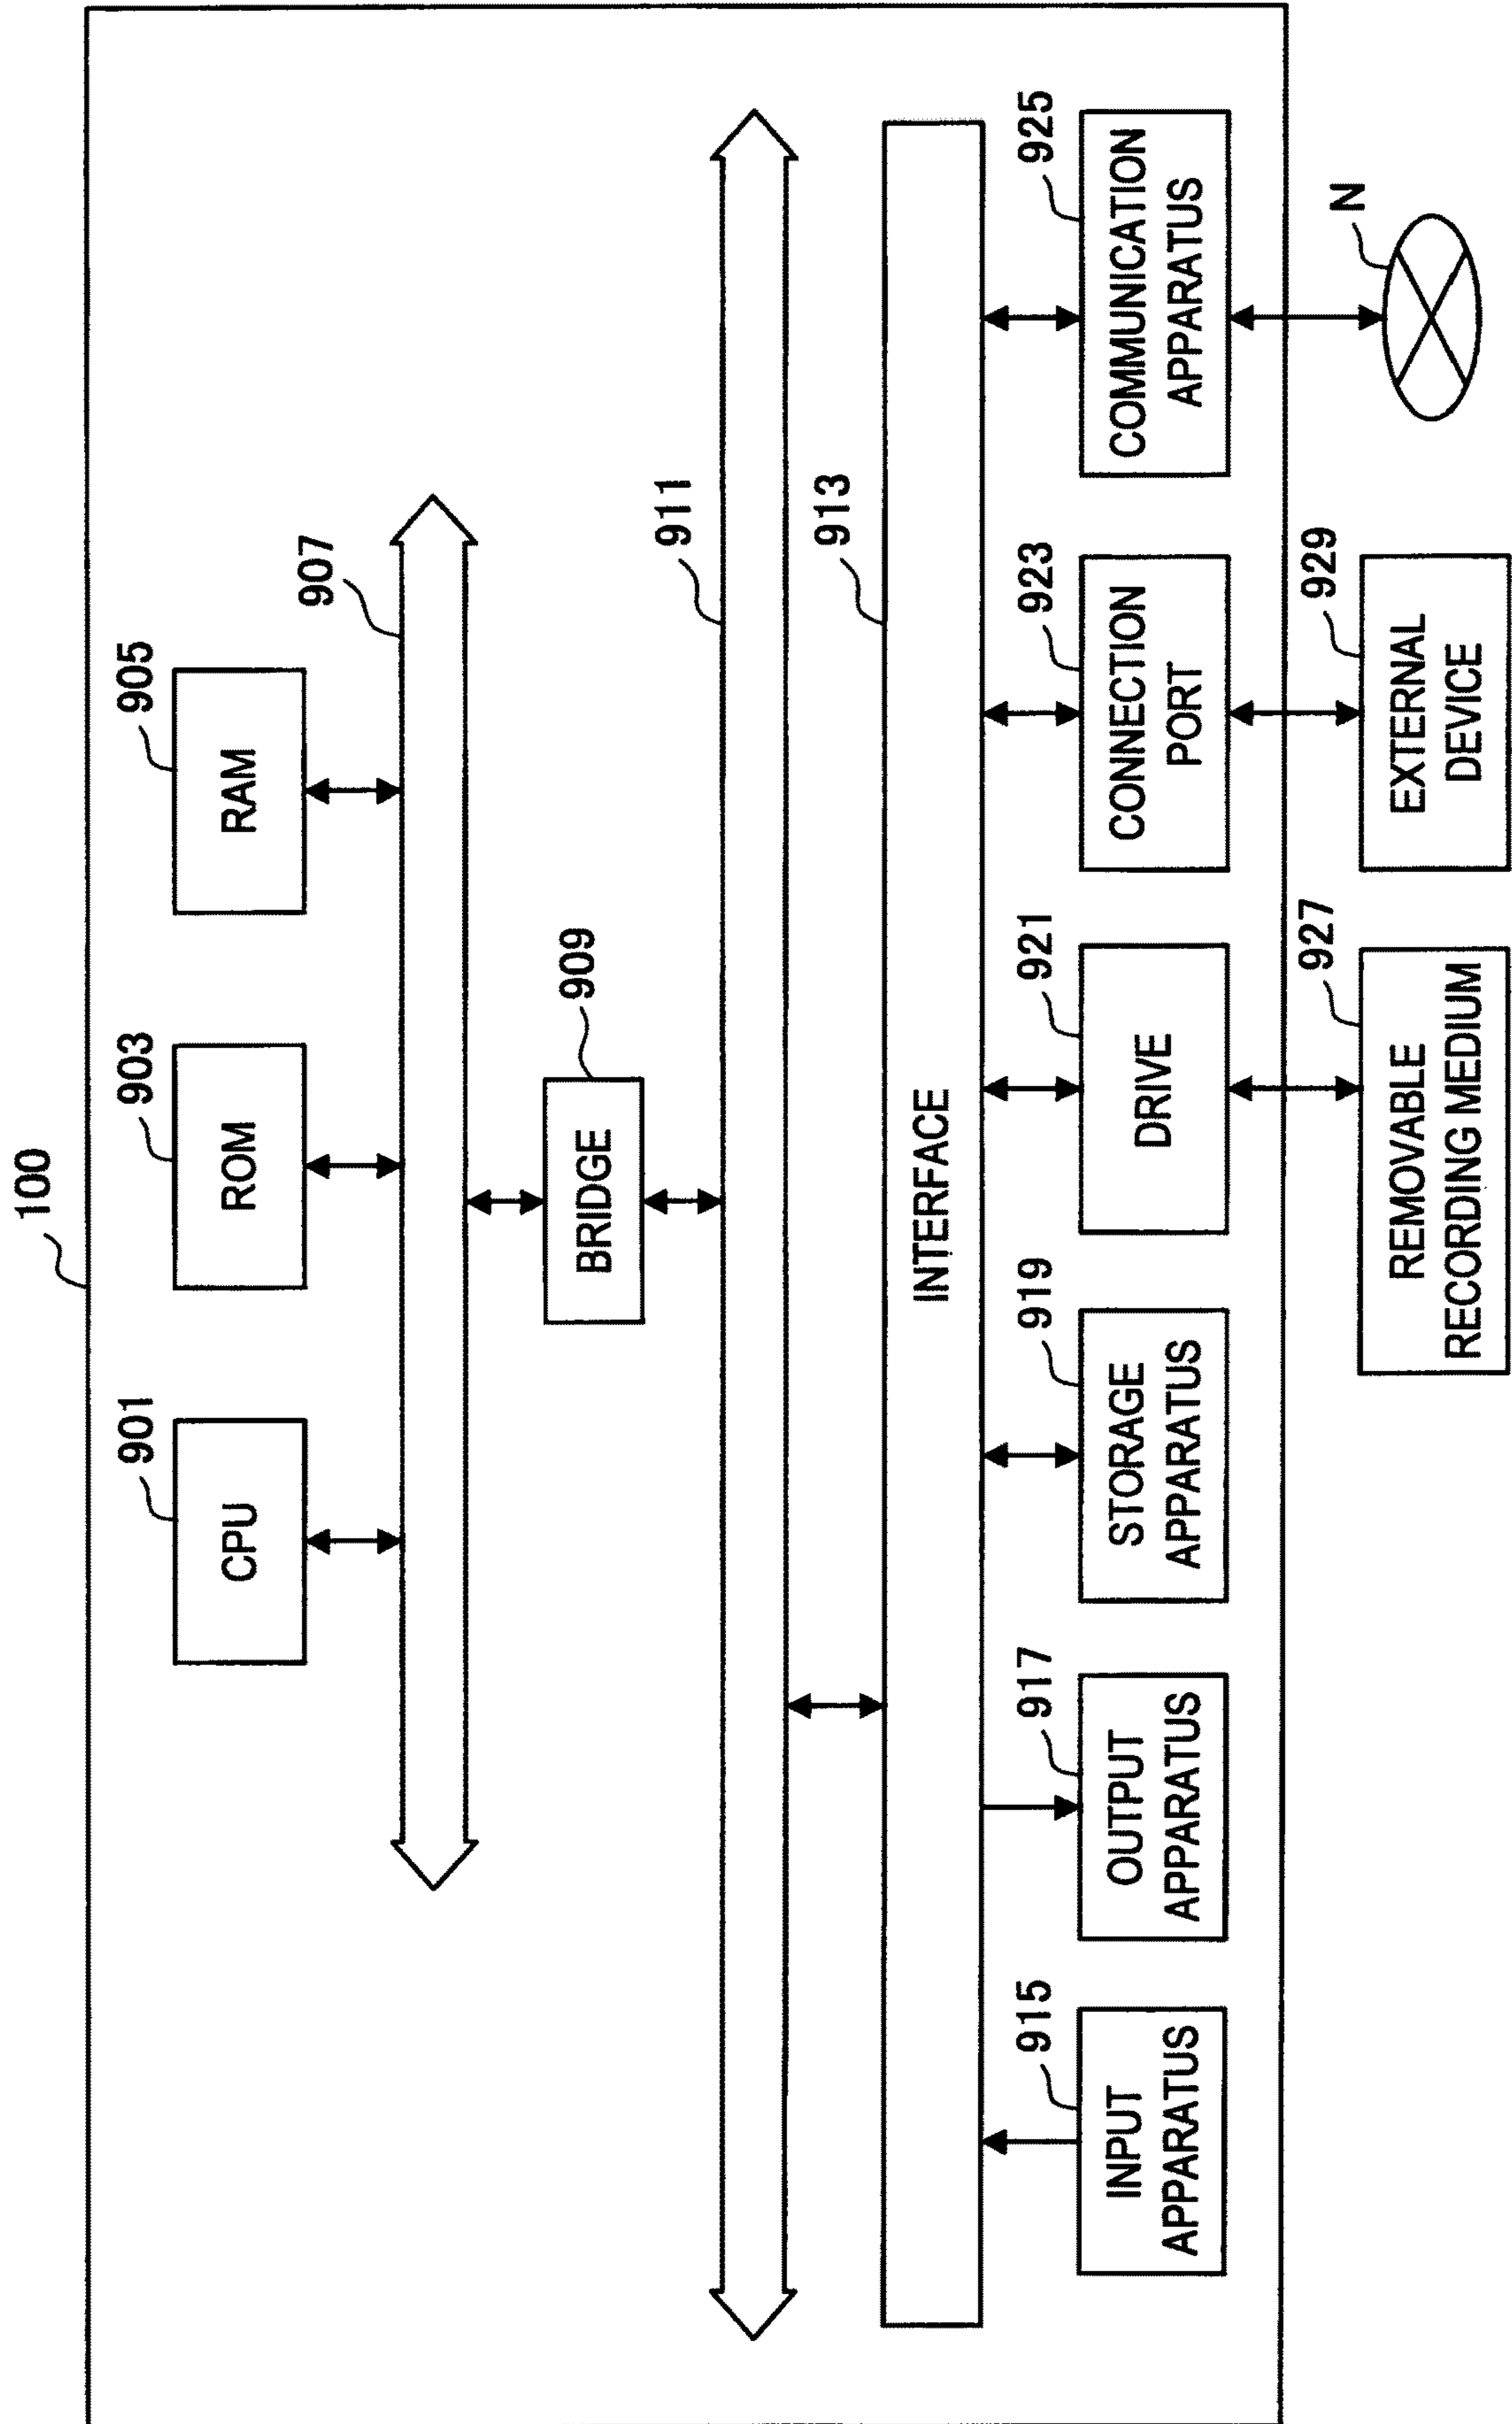 100
901
CPU
903
ROM
905
RAM
907
909
BRIDGE
911
913
INTERFACE
915
INPUT
APPARATUS
917
OUTPUT
APPARATUS
919
STORAGE
APPARATUS
921
DRIVE
923
CONNECTION
PORT
925
COMMUNICATION
APPARATUS
927
REMOVABLE
RECORDING MEDIUM
929
EXTERNAL
DEVICE
N